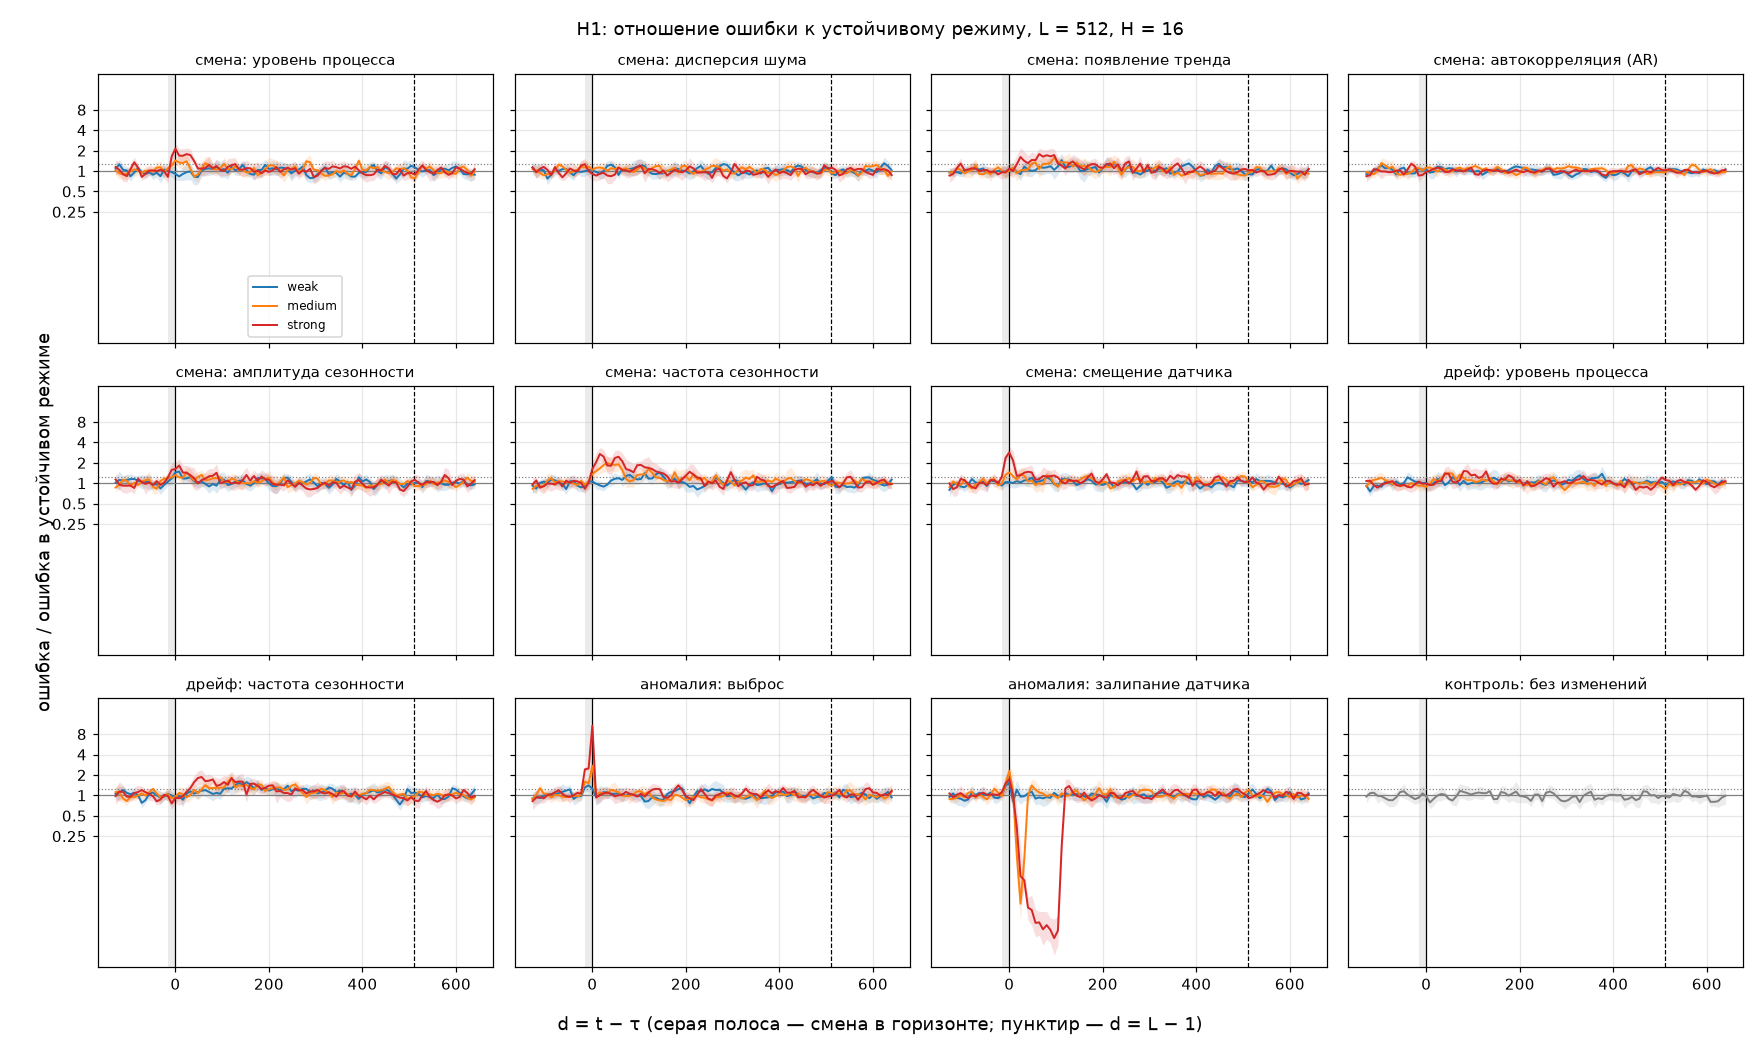 H1: отношение ошибки к устойчивому режиму, L = 512, H = 16
смена: уровень процесса
смена: дисперсия шума
смена: появление тренда
смена: автокорреляция (AR)
8
4
2
1
0.5
0.25
weak
medium
strong
ошибка / ошибка в устойчивом режиме
смена: амплитуда сезонности
смена: частота сезонности
смена: смещение датчика
дрейф: уровень процесса
8
4
2
1
0.5
0.25
дрейф: частота сезонности
аномалия: выброс
аномалия: залипание датчика
контроль: без изменений
8
4
2
1
0.5
0.25
0 200 400 600
0 200 400 600
0 200 400 600
0 200 400 600
d = t − τ (серая полоса — смена в горизонте; пунктир — d = L − 1)